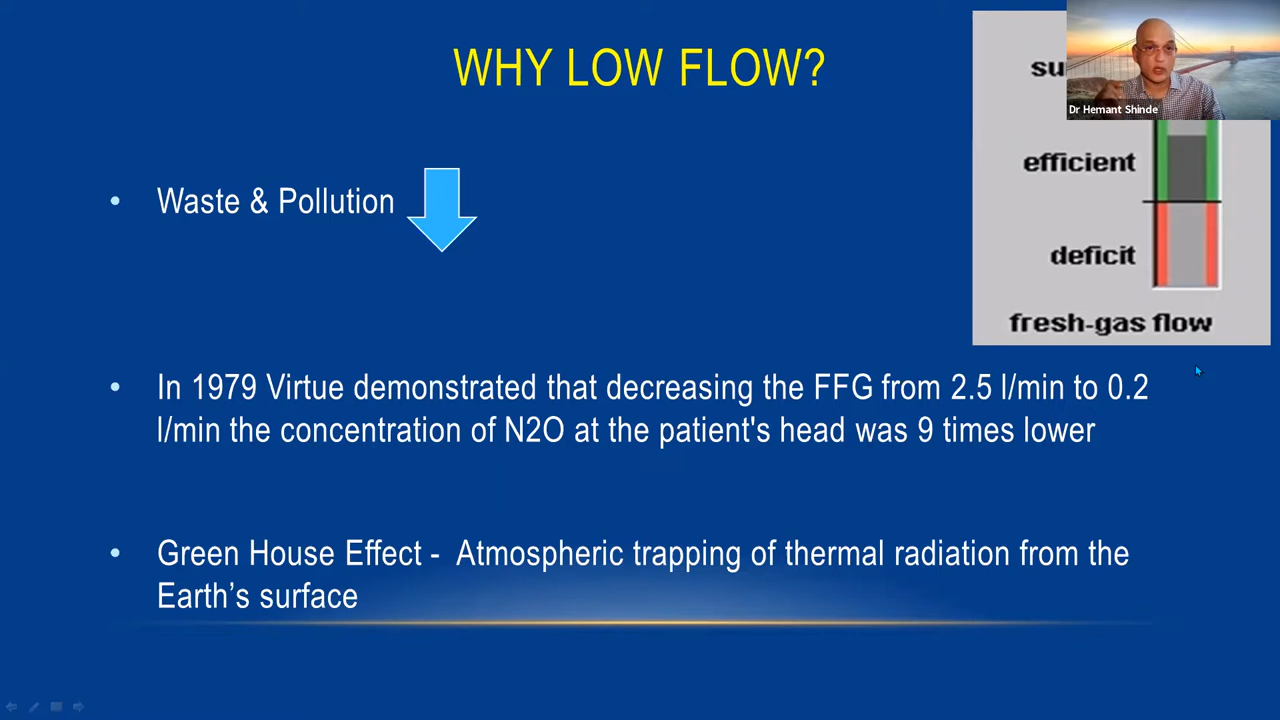 WHY LOW FLOW?
Dr Hemant Shinde
efficient
deficit
fresh-gas flow
• Waste & Pollution
• In 1979 Virtue demonstrated that decreasing the FFG from 2.5 l/min to 0.2
l/min the concentration of N2O at the patient's head was 9 times lower
• Green House Effect - Atmospheric trapping of thermal radiation from the
Earth’s surface